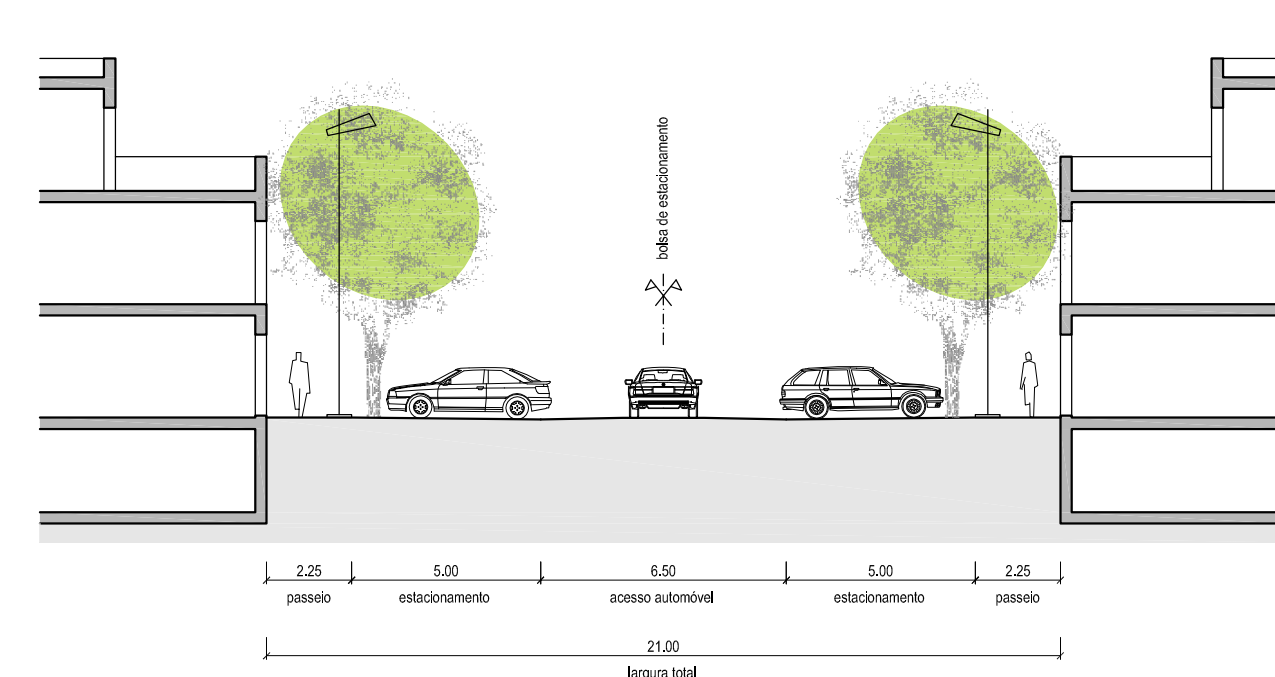 bolsa de estacionamento
2.25 5.00 6.50 5.00 2.25
passeio estacionamento acesso automóvel estacionamento passeio
21.00
largura total